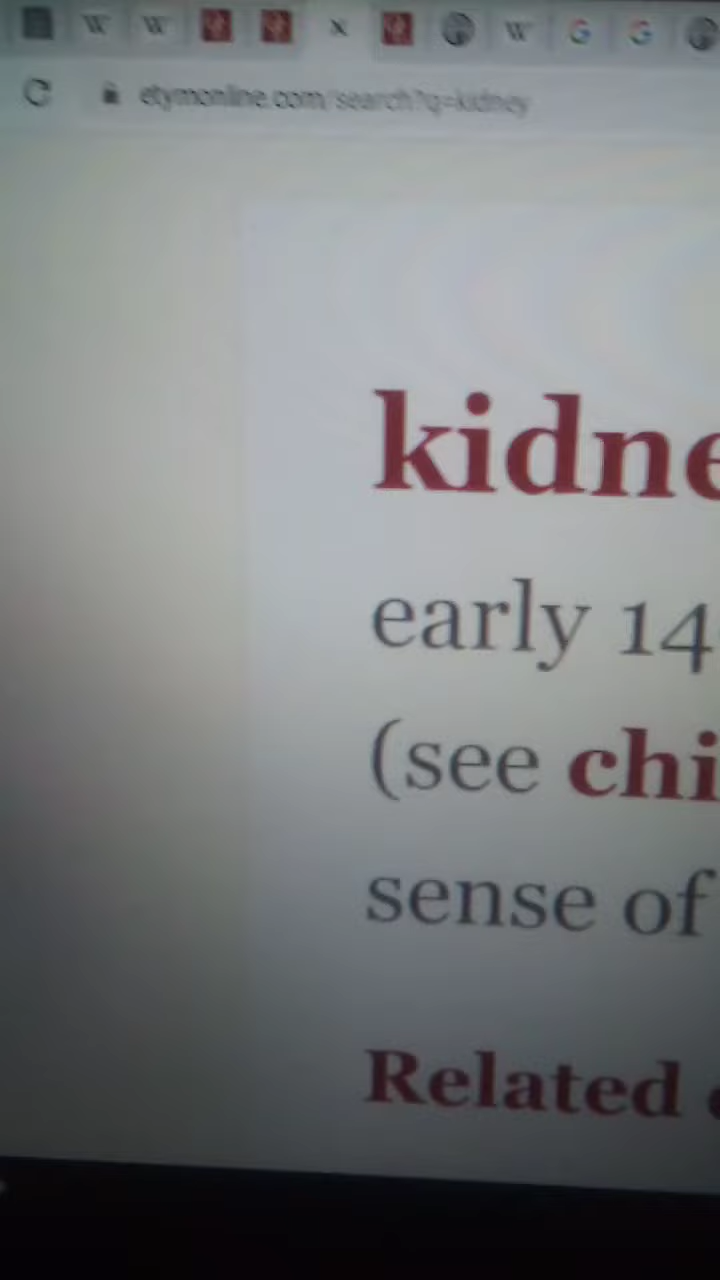 W W X W G G
etymonline.com/search?q=kidney
kidne
early 14
(see chi
sense of
Related